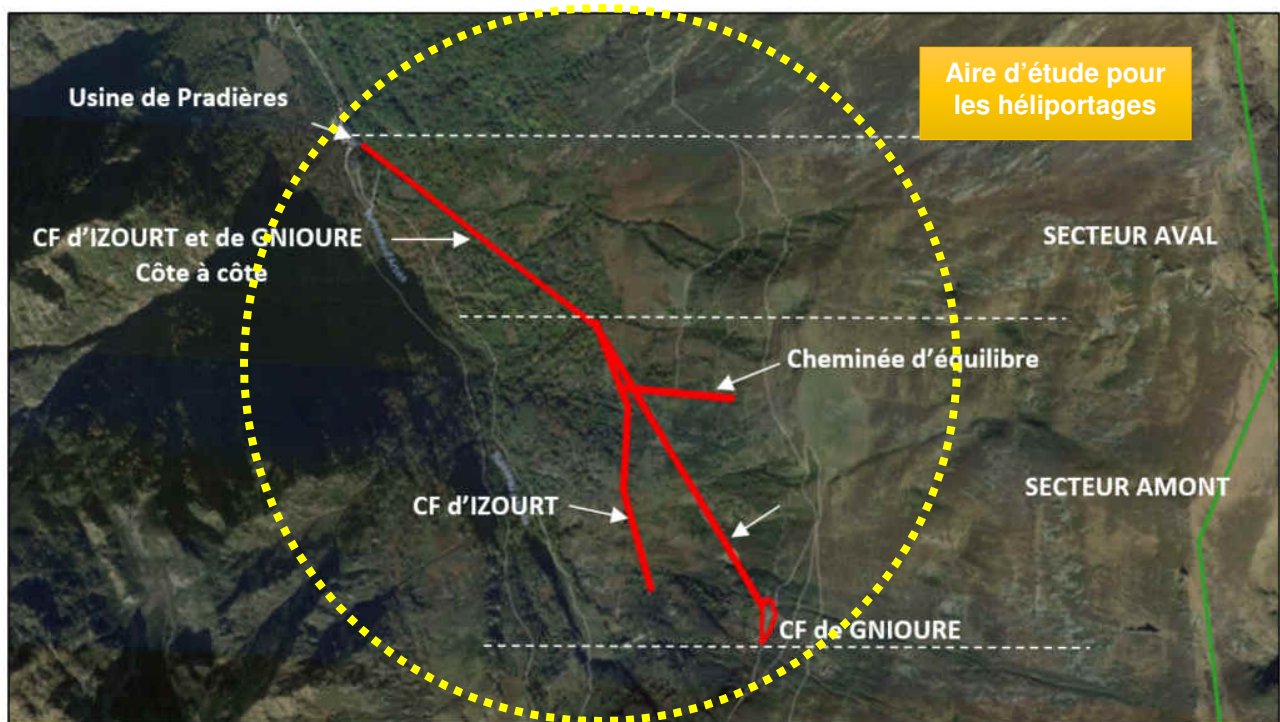 Aire d'étude pour
les héliportages
Usine de Pradières
CF d'IZOURT et de GNIOURE
Côte à côte
SECTEUR AVAL
Cheminée d'équilibre
CF d'IZOURT
SECTEUR AMONT
CF de GNIOURE